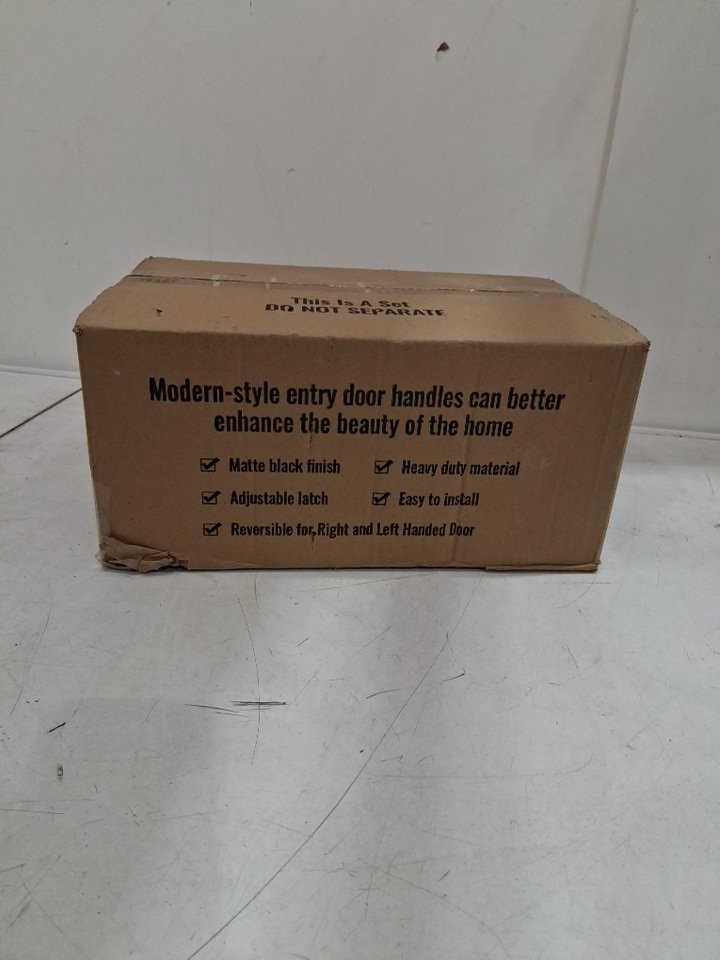 This Is A Set
DO NOT SEPARATE
Modern-style entry door handles can better
enhance the beauty of the home
Matte black finish
Heavy duty material
Adjustable latch
Easy to install
Reversible for Right and Left Handed Door